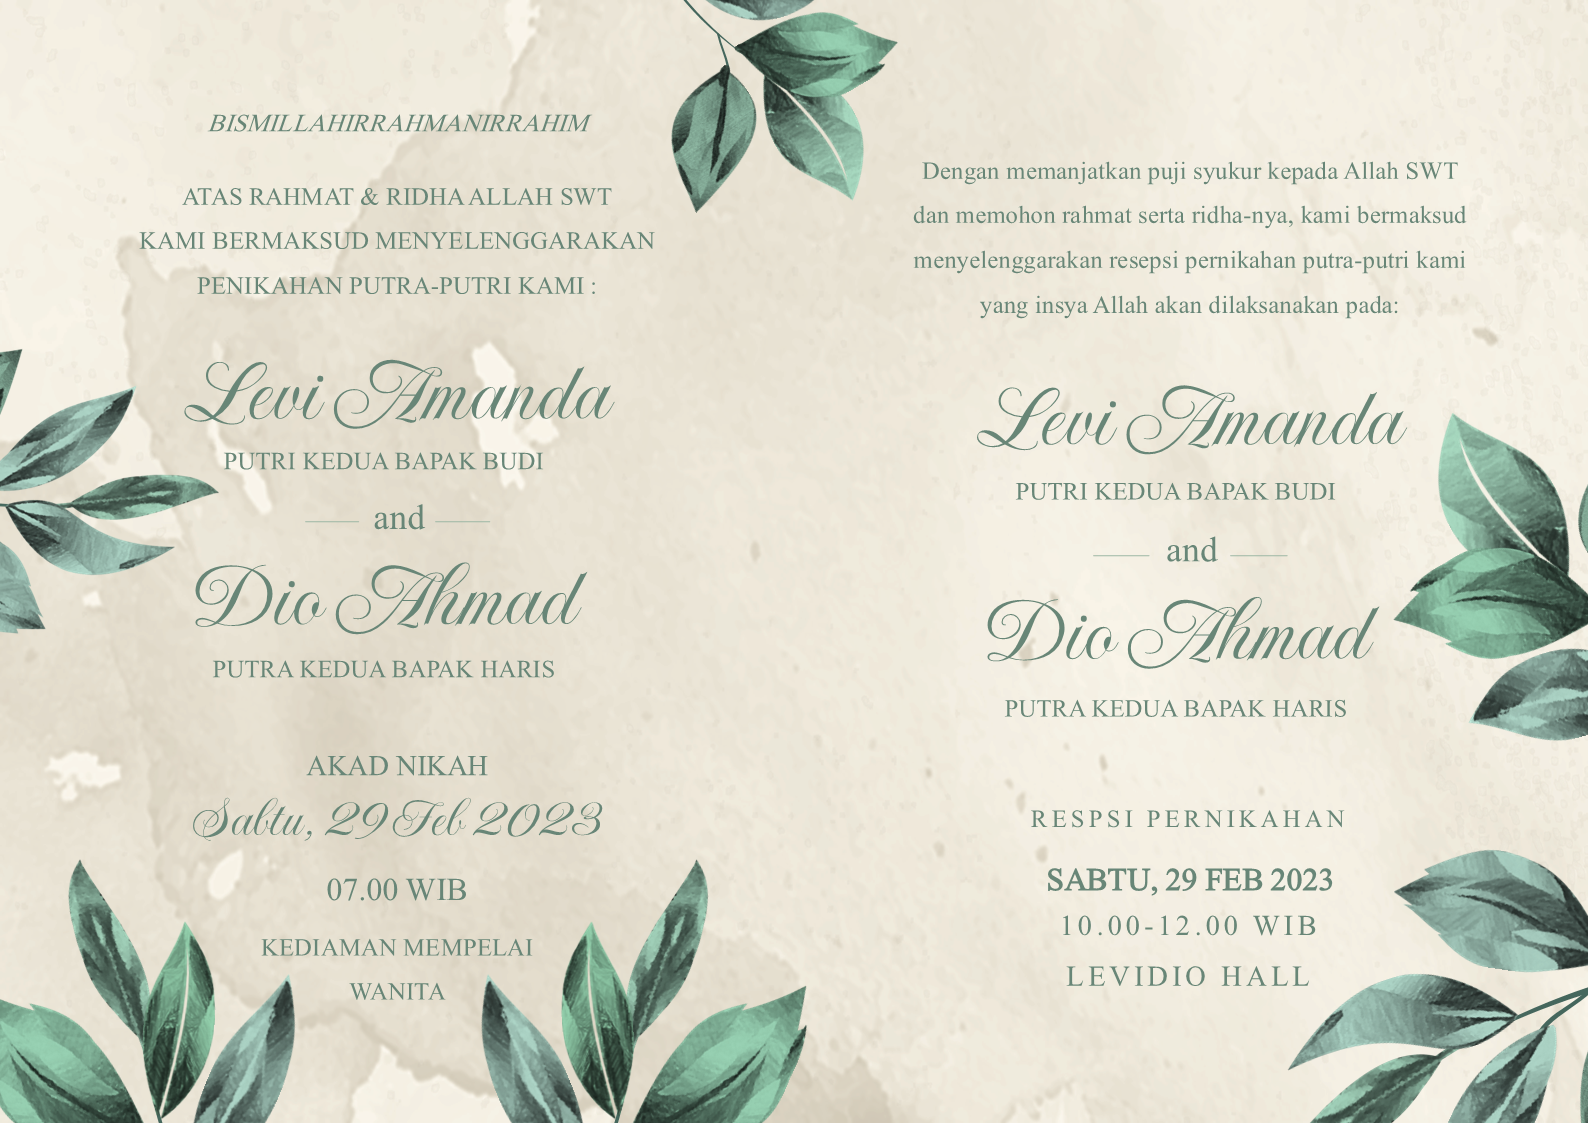 BISMILLAHIRRAHMANIRRAHIM
ATAS RAHMAT & RIDHA ALLAH SWT
KAMI BERMAKSUD MENYELENGGARAKAN
PENIKAHAN PUTRA-PUTRI KAMI :
Levi Amanda
PUTRI KEDUA BAPAK BUDI
and
Dio Ahmad
PUTRA KEDUA BAPAK HARIS
AKAD NIKAH
Sabtu, 29 Feb 2023
07.00 WIB
KEDIAMAN MEMPELAI
WANITA
Dengan memanjatkan puji syukur kepada Allah SWT
dan memohon rahmat serta ridha-nya, kami bermaksud
menyelenggarakan resepsi pernikahan putra-putri kami
yang insya Allah akan dilaksanakan pada:
Levi Amanda
PUTRI KEDUA BAPAK BUDI
and
Dio Ahmad
PUTRA KEDUA BAPAK HARIS
RESPSI PERNIKAHAN
SABTU, 29 FEB 2023
10.00-12.00 WIB
LEVIDIO HALL